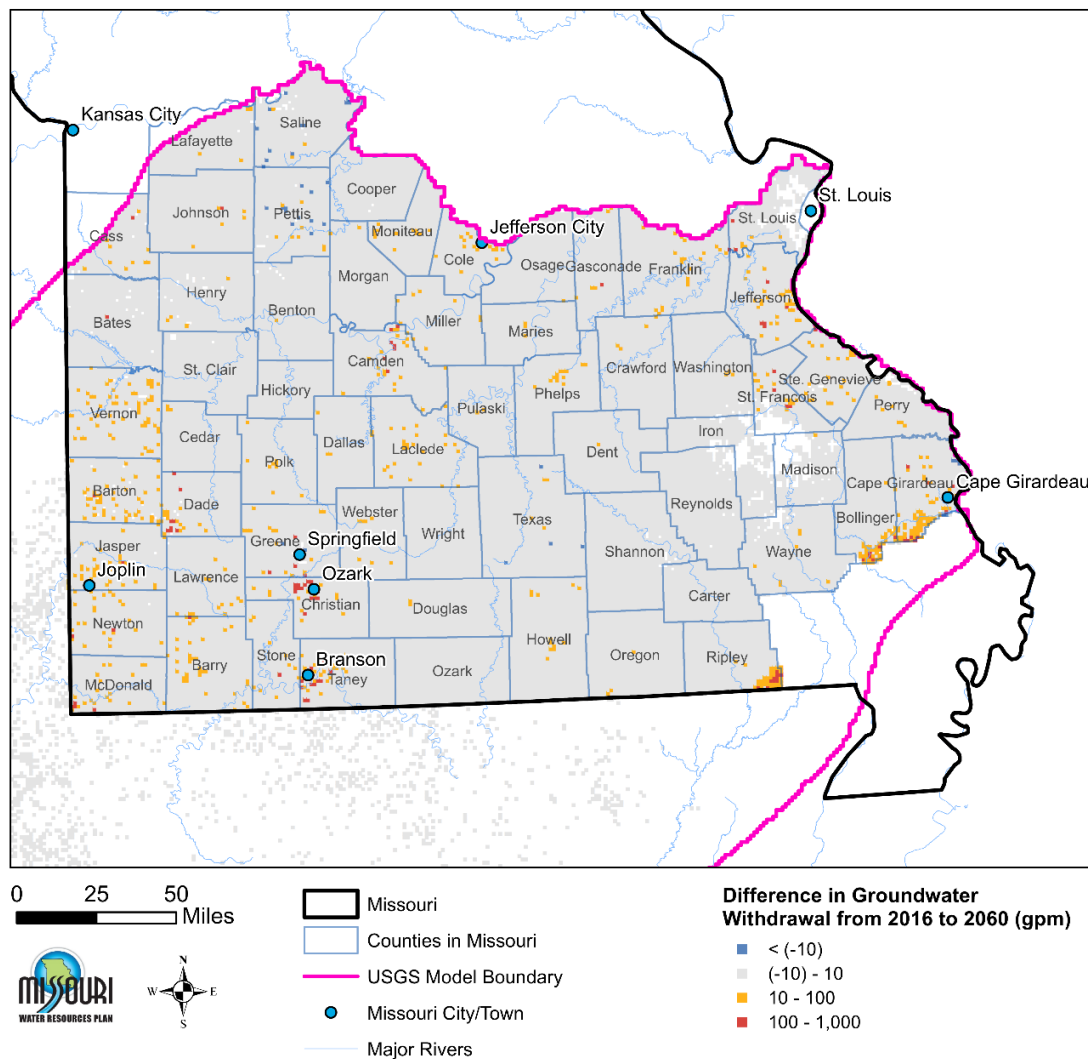 Kansas City
Saline
Lafayette
Cooper
St. Louis
Johnson
Pettis
St. Louis
Moniteau
Jefferson City
Cass
Cole
Osage
Gasconade
Franklin
Morgan
Henry
Jefferson
Benton
Bates
Miller
Maries
Camden
St. Clair
Crawford
Washington
Ste. Genevieve
Hickory
Phelps
St. Francois
Pulaski
Perry
Vernon
Iron
Cedar
Dallas
Laclede
Dent
Polk
Madison
Cape Girardeau
Cape Girardeau
Barton
Dade
Reynolds
Webster
Bollinger
Texas
Wright
Greene
Springfield
Jasper
Shannon
Wayne
Joplin
Lawrence
Ozark
Christian
Carter
Douglas
Newton
Howell
Stone
Branson
Oregon
Ripley
Barry
Taney
Ozark
McDonald
0 25 50
Miles
MISSOURI
WATER RESOURCES PLAN
N
W E
S
Missouri
Counties in Missouri
USGS Model Boundary
Missouri City/Town
Major Rivers
Difference in Groundwater
Withdrawal from 2016 to 2060 (gpm)
< (-10)
(-10) - 10
10 - 100
100 - 1,000